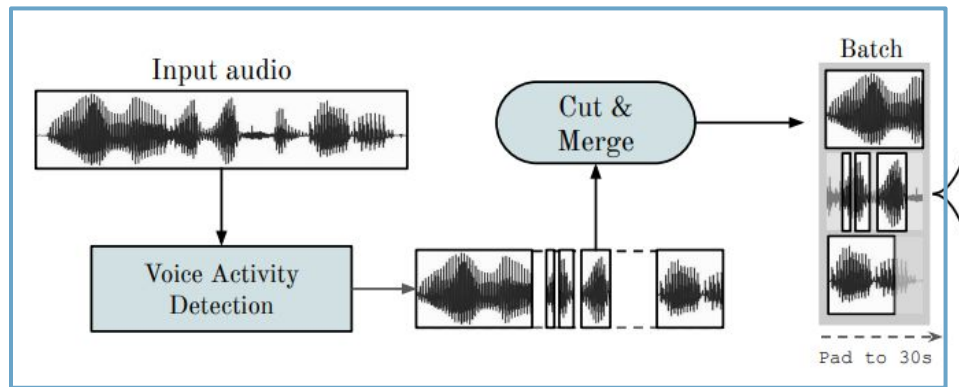 Input audio
Voice Activity
Detection
Cut &
Merge
Batch
Pad to 30s